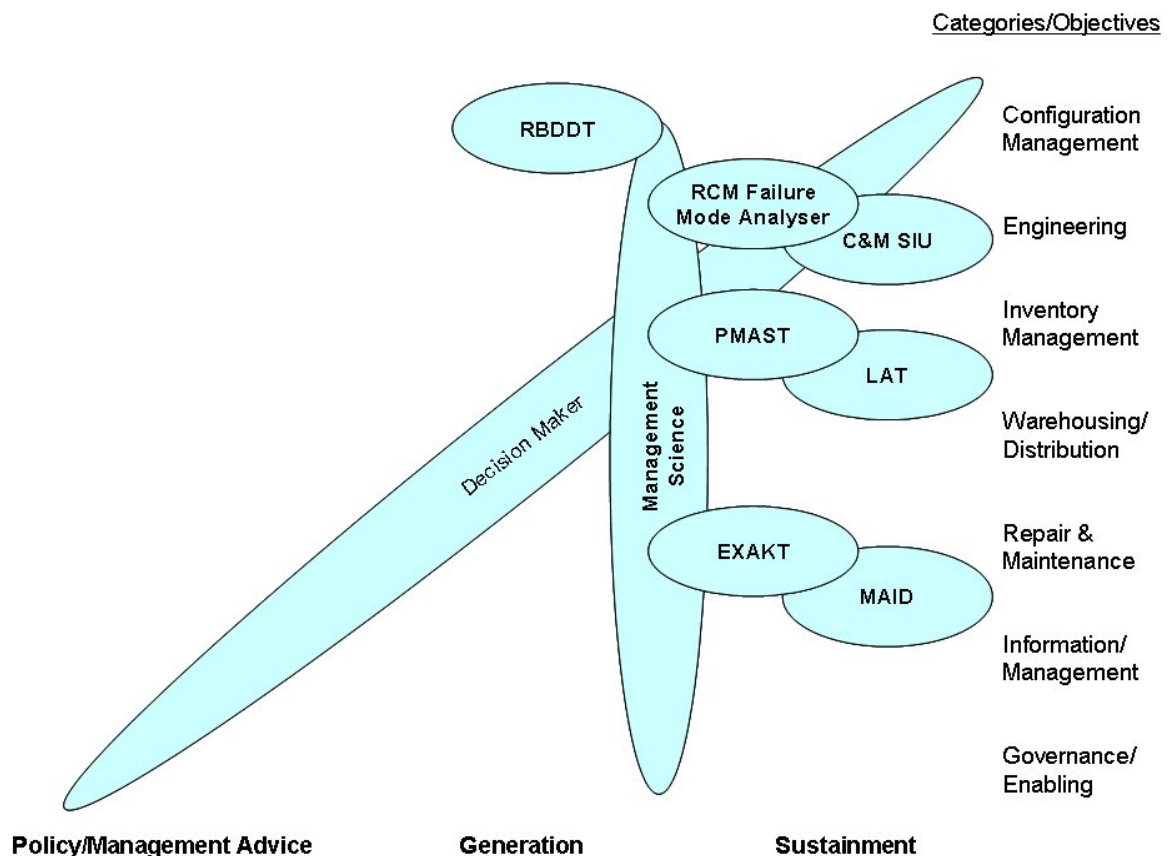 Categories/Objectives
RBDDT
Configuration
Management
RCM Failure
Mode Analyser
C&M SIU
Engineering
Inventory
Management
PMAST
LAT
Decision Maker
Management
Science
Warehousing/
Distribution
EXAKT
Repair &
Maintenance
MAID
Information/
Management
Governance/
Enabling
Policy/Management Advice
Generation
Sustainment